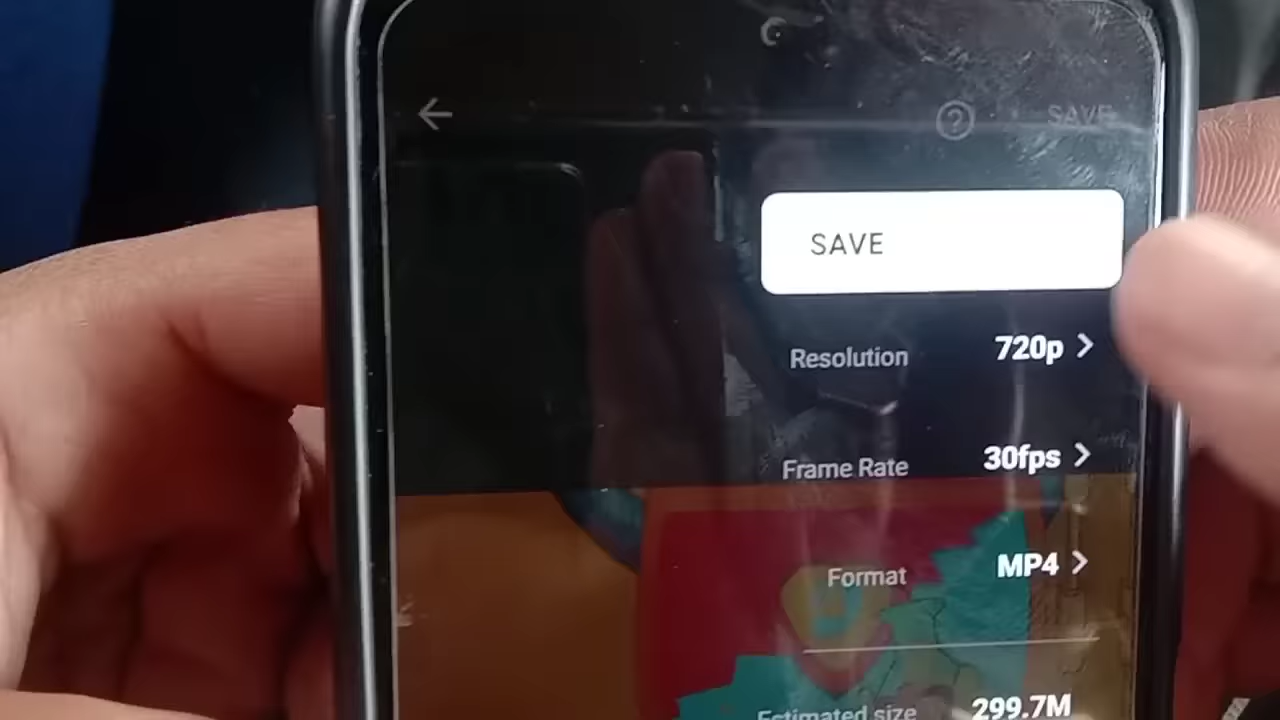 ? SAVE
SAVE
Resolution 720p
Frame Rate 30fps
Format MP4
Estimated size 299.7M